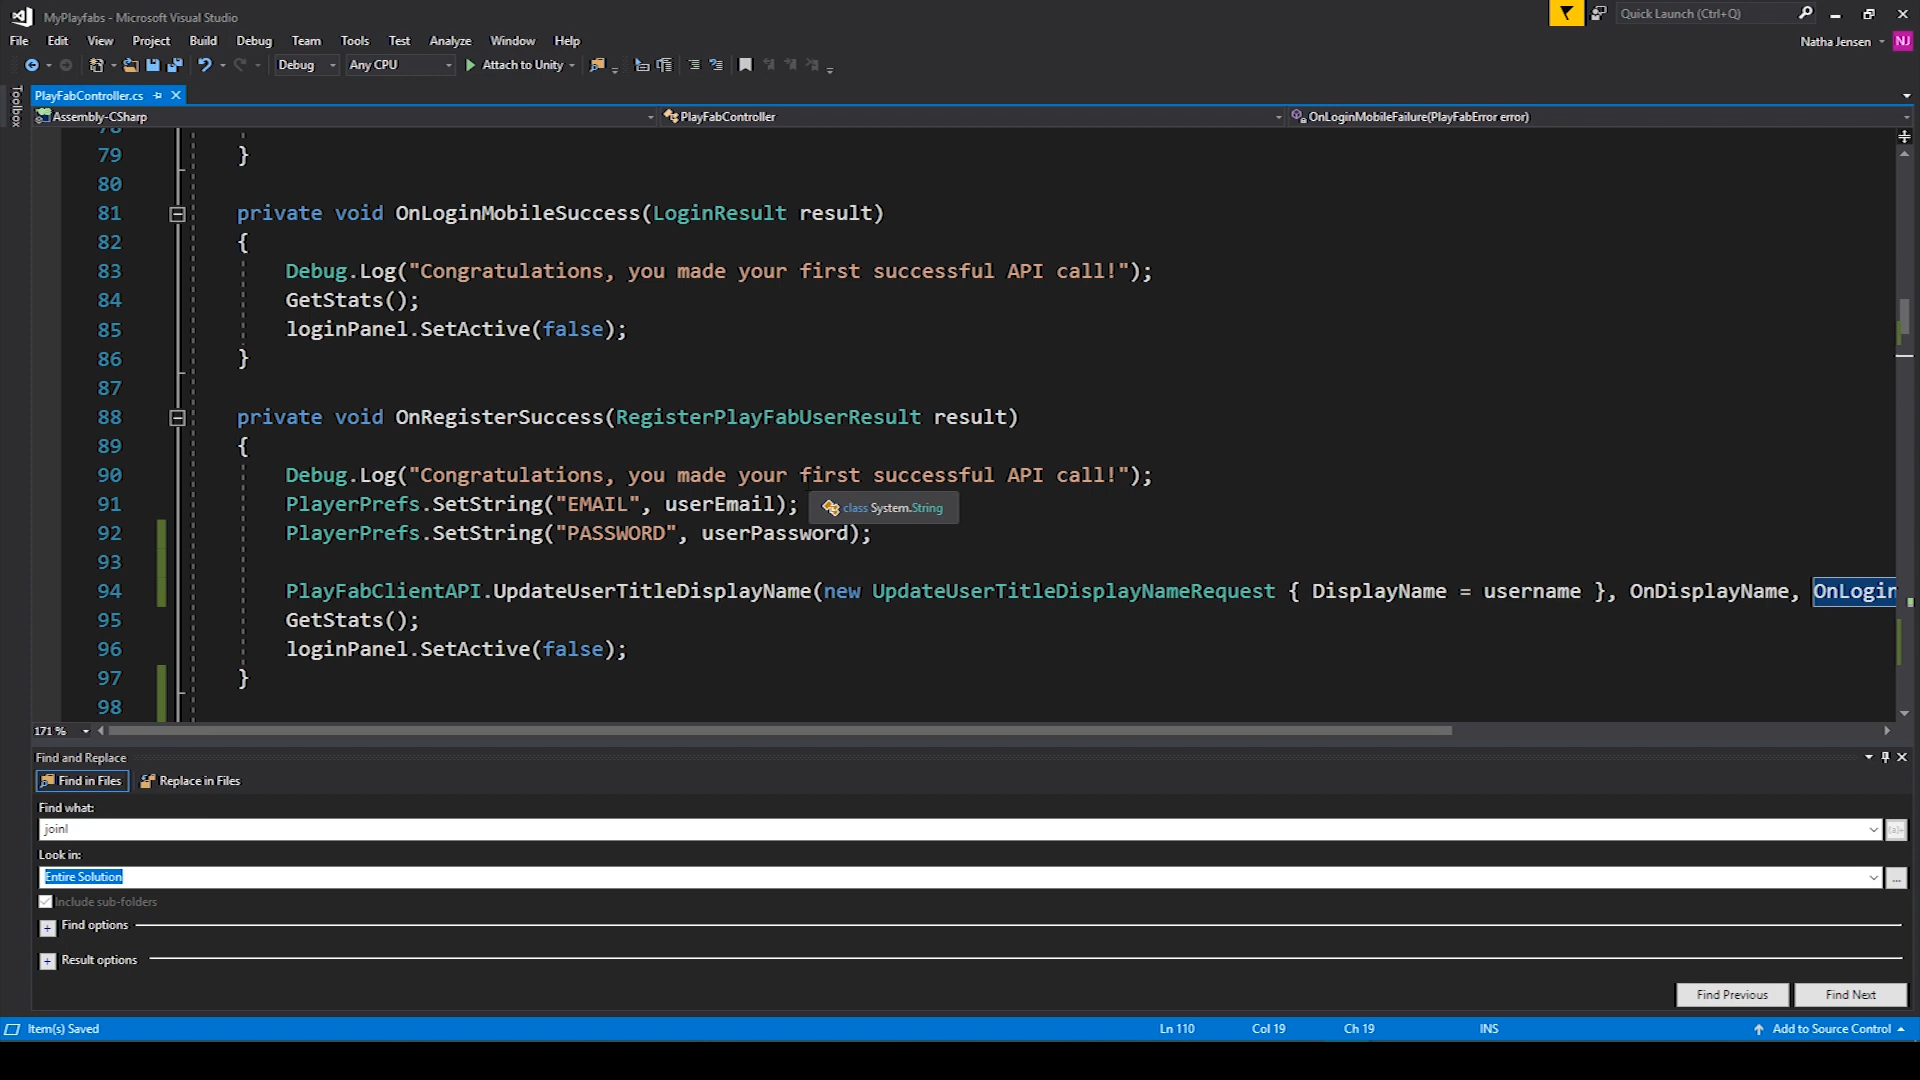 MyPlayfabs - Microsoft Visual Studio
Quick Launch (Ctrl+Q)
File Edit View Project Build Debug Team Tools Test Analyze Window Help
Natha Jensen NJ
Debug Any CPU Attach to Unity
Toolbox
PlayFabController.cs
Assembly-CSharp PlayFabController OnLoginMobileFailure(PlayFabError error)
78
79 }
80
81 private void OnLoginMobileSuccess(LoginResult result)
82 {
83 Debug.Log("Congratulations, you made your first successful API call!");
84 GetStats();
85 loginPanel.SetActive(false);
86 }
87
88 private void OnRegisterSuccess(RegisterPlayFabUserResult result)
89 {
90 Debug.Log("Congratulations, you made your first successful API call!");
91 PlayerPrefs.SetString("EMAIL", userEmail);
class System.String
92 PlayerPrefs.SetString("PASSWORD", userPassword);
93
94 PlayFabClientAPI.UpdateUserTitleDisplayName(new UpdateUserTitleDisplayNameRequest { DisplayName = username }, OnDisplayName, OnLogin
95 GetStats();
96 loginPanel.SetActive(false);
97 }
98
171 %
Find and Replace
Find in Files Replace in Files
Find what:
joinl
Look in:
Entire Solution
...
Include sub-folders
Find options
Result options
Find Previous Find Next
Item(s) Saved Ln 110 Col 19 Ch 19 INS Add to Source Control